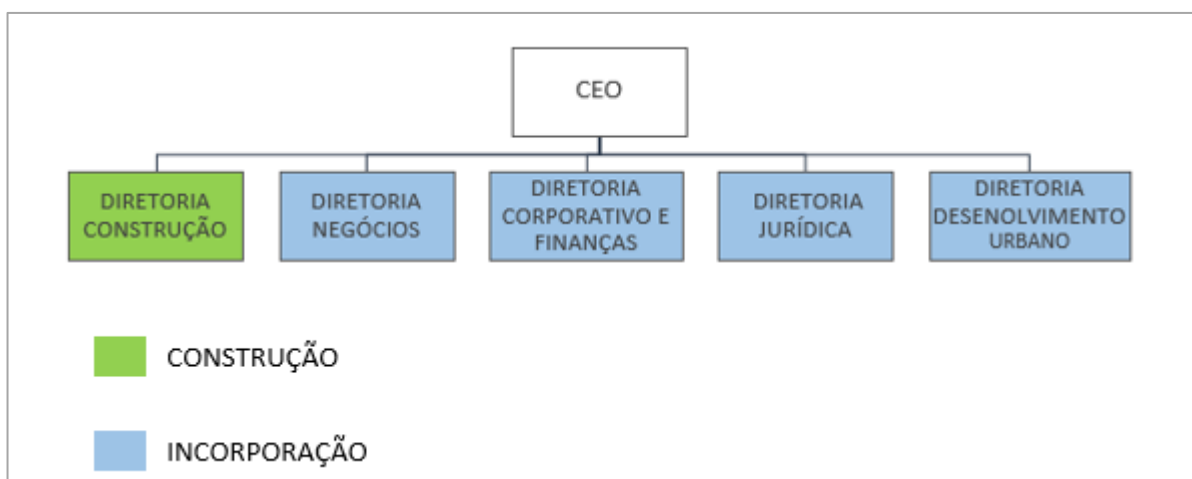 CEO
DIRETORIA
CONSTRUÇÃO
DIRETORIA
NEGÓCIOS
DIRETORIA
CORPORATIVO E
FINANÇAS
DIRETORIA
JURÍDICA
DIRETORIA
DESENOLVIMENTO
URBANO
CONSTRUÇÃO
INCORPORAÇÃO